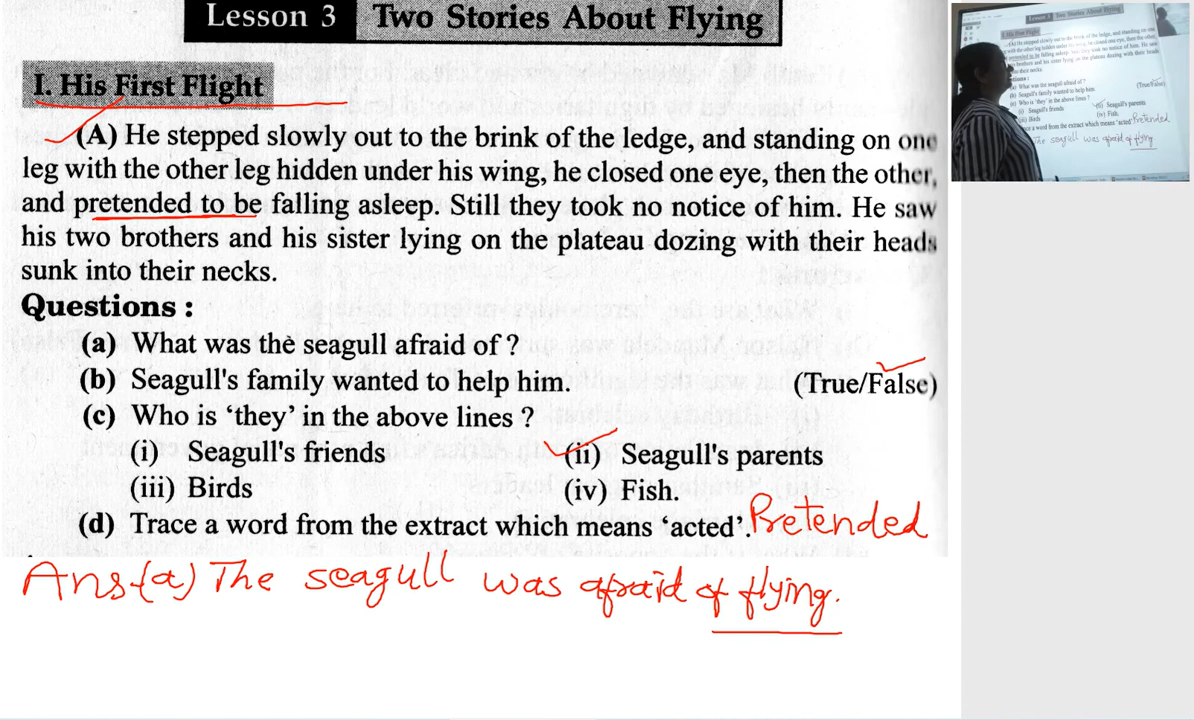 Lesson 3 Two Stories About Flying
I. His First Flight
(A) He stepped slowly out to the brink of the ledge, and standing on one
leg with the other leg hidden under his wing, he closed one eye, then the other,
and pretended to be falling asleep. Still they took no notice of him. He saw
his two brothers and his sister lying on the plateau dozing with their heads
sunk into their necks.
Questions :
(a) What was the seagull afraid of ?
(b) Seagull's family wanted to help him. (True/False)
(c) Who is ‘they’ in the above lines ?
(i) Seagull's friends (ii) Seagull's parents
(iii) Birds (iv) Fish.
(d) Trace a word from the extract which means ‘acted’. Pretended
Ans-(a) The seagull was afraid of flying.